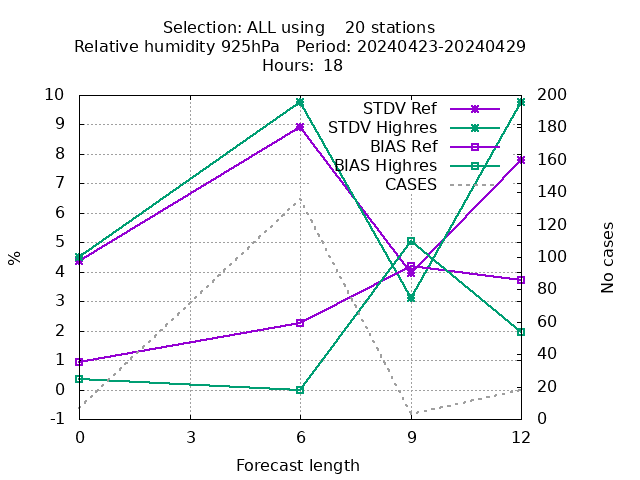 Selection: ALL using    20 stations
Relative humidity 925hPa   Period: 20240423-20240429
Hours: 18
10
9
8
7
6
5
4
3
2
1
0
-1
%
STDV Ref
STDV Highres
BIAS Ref
BIAS Highres
CASES
200
180
160
140
120
100
80
60
40
20
0
No cases
0 3 6 9 12
Forecast length